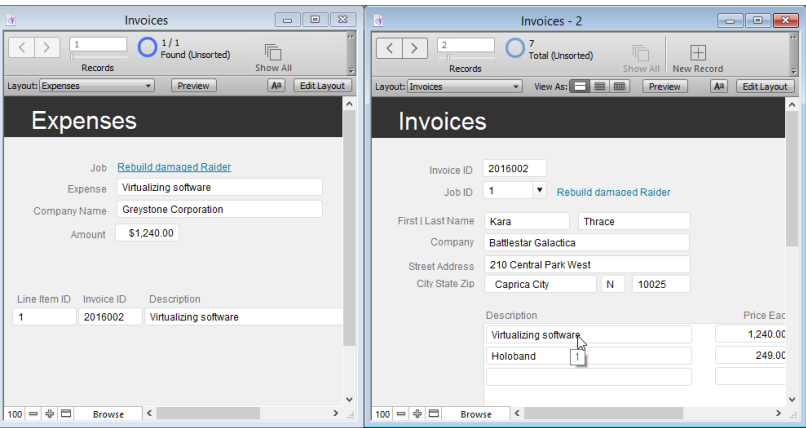 Invoices
1
1 / 1
Found (Unsorted)
Records
Show All
Layout: Expenses
Preview
Aa
Edit Layout
Expenses
Job Rebuild damaged Raider
Expense Virtualizing software
Company Name Greystone Corporation
Amount $1,240.00
Line Item ID Invoice ID Description
1 2016002 Virtualizing software
100 Browse
Invoices - 2
2
7
Total (Unsorted)
Records
Show All New Record
Layout: Invoices
View As:
Preview
Aa
Edit Layout
Invoices
Invoice ID 2016002
Job ID 1 Rebuild damaged Raider
First | Last Name Kara Thrace
Company Battlestar Galactica
Street Address 210 Central Park West
City State Zip Caprica City N 10025
Description Price Eac
Virtualizing software 1,240.00
Holoband 249.00
1
100 Browse